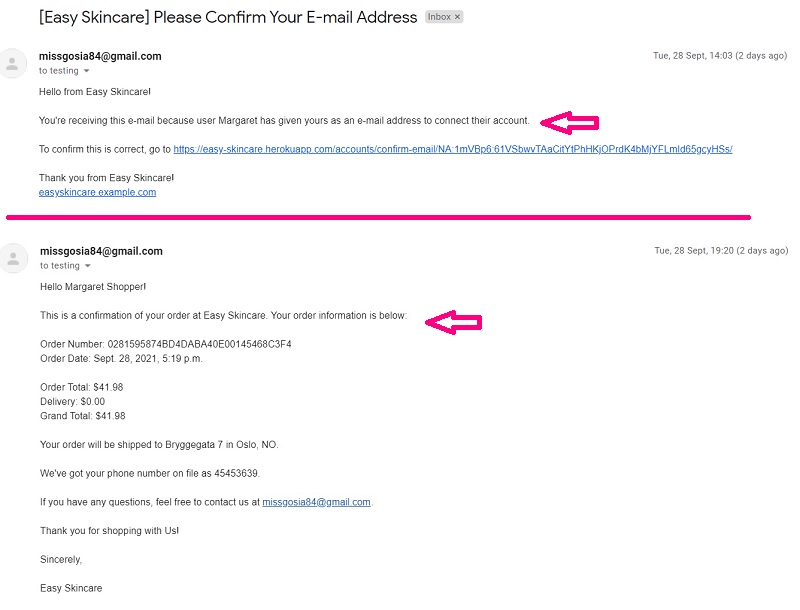 [Easy Skincare] Please Confirm Your E-mail Address Inbox ×
missgosia84@gmail.com Tue, 28 Sept, 14:03 (2 days ago)
to testing
Hello from Easy Skincare!
You're receiving this e-mail because user Margaret has given yours as an e-mail address to connect their account.
To confirm this is correct, go to https://easy-skincare.herokuapp.com/accounts/confirm-email/NA:1mVBp6:61VSbwvTAaCitYtPhHKjOPrdK4bMjYFLmld65gcyHSs/
Thank you from Easy Skincare!
easyskincare.example.com
missgosia84@gmail.com Tue, 28 Sept, 19:20 (2 days ago)
to testing
Hello Margaret Shopper!
This is a confirmation of your order at Easy Skincare. Your order information is below:
Order Number: 0281595874BD4DABA40E00145468C3F4
Order Date: Sept. 28, 2021, 5:19 p.m.
Order Total: $41.98
Delivery: $0.00
Grand Total: $41.98
Your order will be shipped to Bryggegata 7 in Oslo, NO.
We've got your phone number on file as 45453639.
If you have any questions, feel free to contact us at missgosia84@gmail.com.
Thank you for shopping with Us!
Sincerely,
Easy Skincare